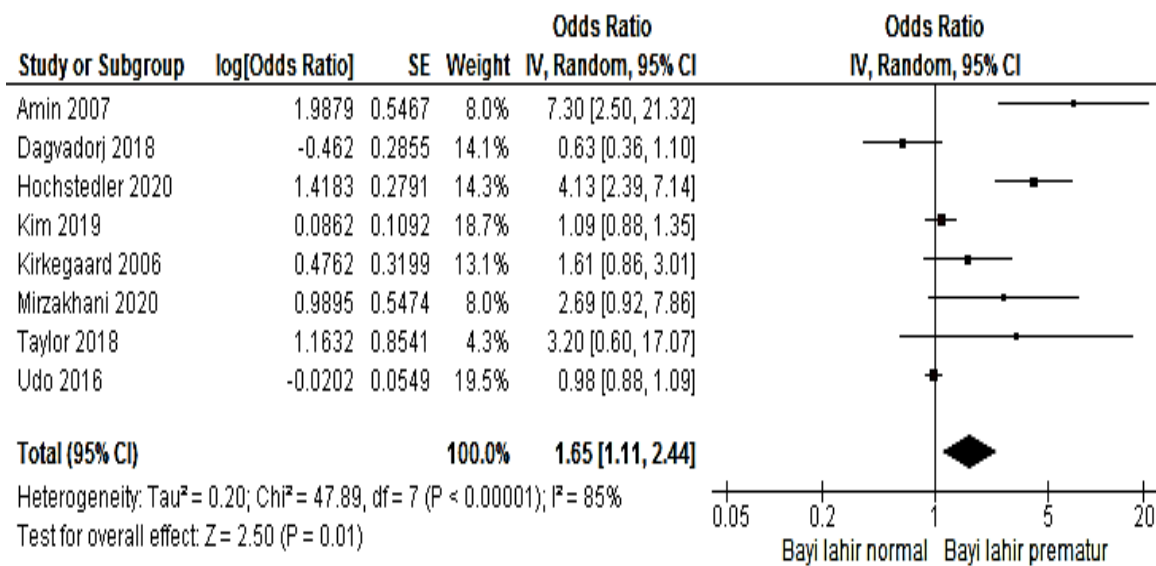 Odds Ratio Odds Ratio
Study or Subgroup log[Odds Ratio] SE Weight IV, Random, 95% CI IV, Random, 95% CI
Amin 2007 1.9879 0.5467 8.0% 7.30 [2.50, 21.32]
Dagvadorj 2018 -0.462 0.2855 14.1% 0.63 [0.36, 1.10]
Hochstedler 2020 1.4183 0.2791 14.3% 4.13 [2.39, 7.14]
Kim 2019 0.0862 0.1092 18.7% 1.09 [0.88, 1.35]
Kirkegaard 2006 0.4762 0.3199 13.1% 1.61 [0.86, 3.01]
Mirzakhani 2020 0.9895 0.5474 8.0% 2.69 [0.92, 7.86]
Taylor 2018 1.1632 0.8541 4.3% 3.20 [0.60, 17.07]
Udo 2016 -0.0202 0.0549 19.5% 0.98 [0.88, 1.09]
Total (95% CI) 100.0% 1.65 [1.11, 2.44]
Heterogeneity: Tau² = 0.20; Chi² = 47.89, df = 7 (P < 0.00001); I² = 85%
Test for overall effect: Z = 2.50 (P = 0.01)
0.05 0.2 1 5 20
Bayi lahir normal Bayi lahir prematur